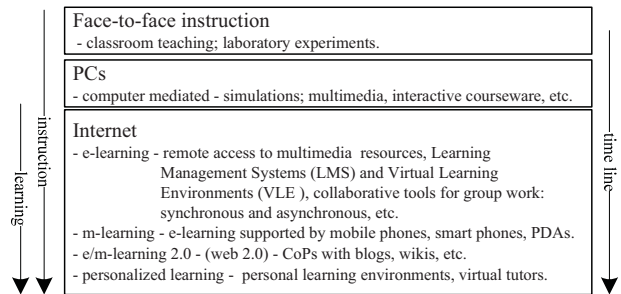 Face-to-face instruction
- classroom teaching; laboratory experiments.
PCs
- computer mediated - simulations; multimedia, interactive courseware, etc.
Internet
- e-learning - remote access to multimedia resources, Learning
Management Systems (LMS) and Virtual Learning
Environments (VLE ), collaborative tools for group work:
synchronous and asynchronous, etc.
- m-learning - e-learning supported by mobile phones, smart phones, PDAs.
- e/m-learning 2.0 - (web 2.0) - CoPs with blogs, wikis, etc.
- personalized learning - personal learning environments, virtual tutors.
learning
instruction
time line